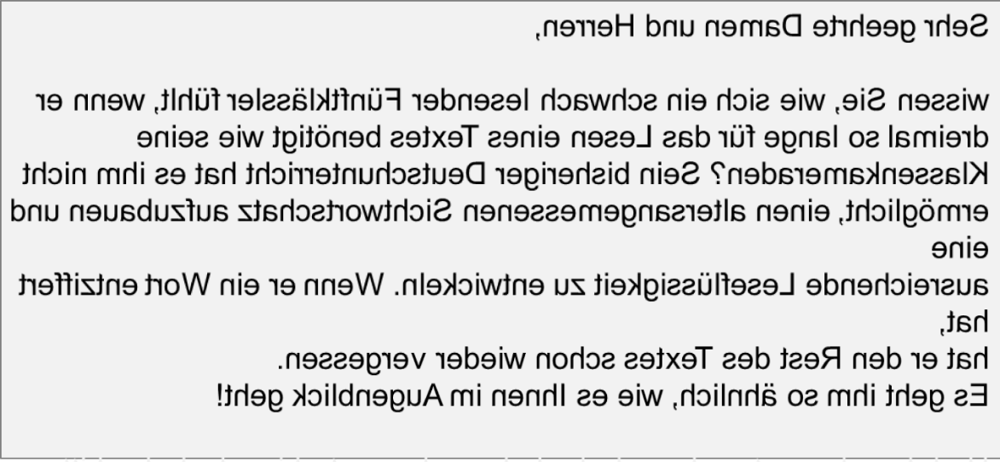 Sehr geehrte Damen und Herren,
wissen Sie, wie sich ein schwach lesender Fünftklässler fühlt, wenn er
dreimal so lange für das Lesen eines Textes benötigt wie seine
Klassenkameraden? Sein bisheriger Deutschunterricht hat es ihm nicht
ermöglicht, einen altersangemessenen Sichtwortschatz aufzubauen und
eine
ausreichende Leseflüssigkeit zu entwickeln. Wenn er ein Wort entziffert
hat,
hat er den Rest des Textes schon wieder vergessen.
Es geht ihm so ähnlich, wie es Ihnen im Augenblick geht!